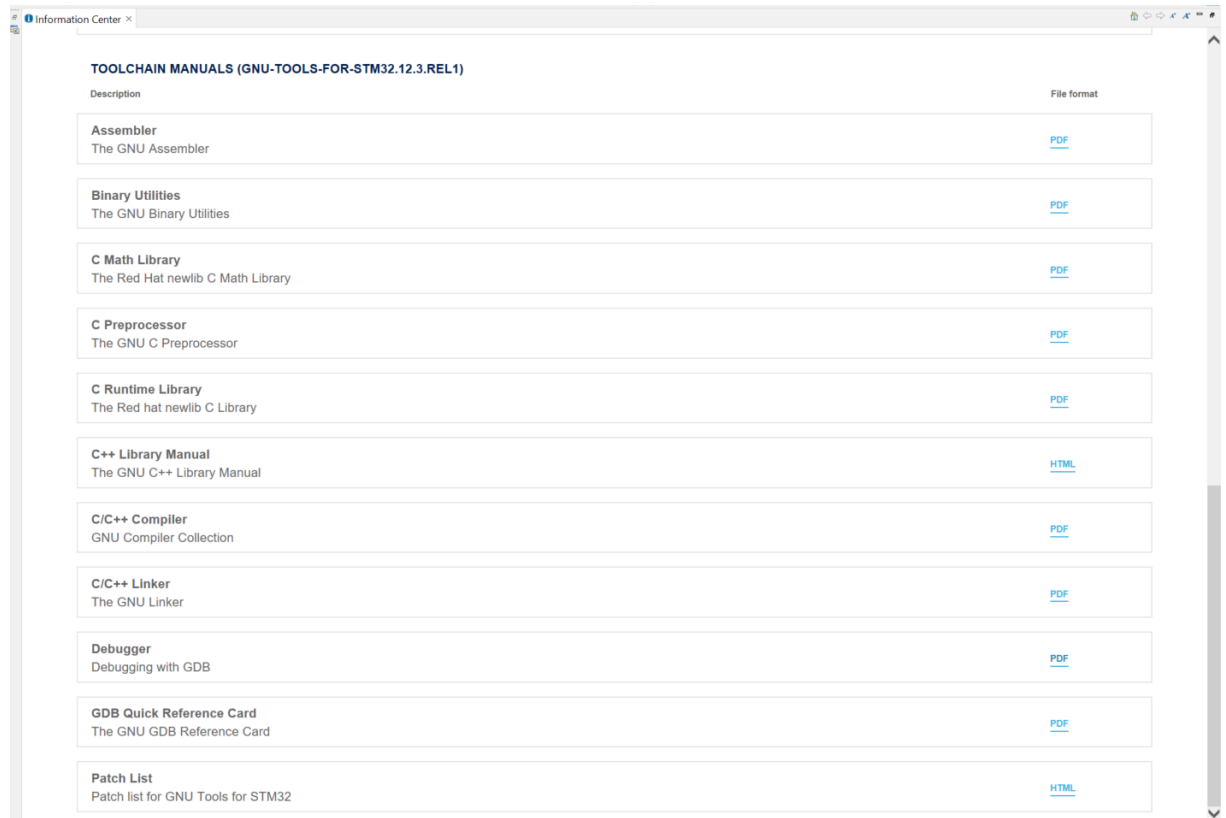 Information Center
TOOLCHAIN MANUALS (GNU-TOOLS-FOR-STM32.12.3.REL1)
Description File format
Assembler
The GNU Assembler
PDF
Binary Utilities
The GNU Binary Utilities
PDF
C Math Library
The Red Hat newlib C Math Library
PDF
C Preprocessor
The GNU C Preprocessor
PDF
C Runtime Library
The Red hat newlib C Library
PDF
C++ Library Manual
The GNU C++ Library Manual
HTML
C/C++ Compiler
GNU Compiler Collection
PDF
C/C++ Linker
The GNU Linker
PDF
Debugger
Debugging with GDB
PDF
GDB Quick Reference Card
The GNU GDB Reference Card
PDF
Patch List
Patch list for GNU Tools for STM32
HTML